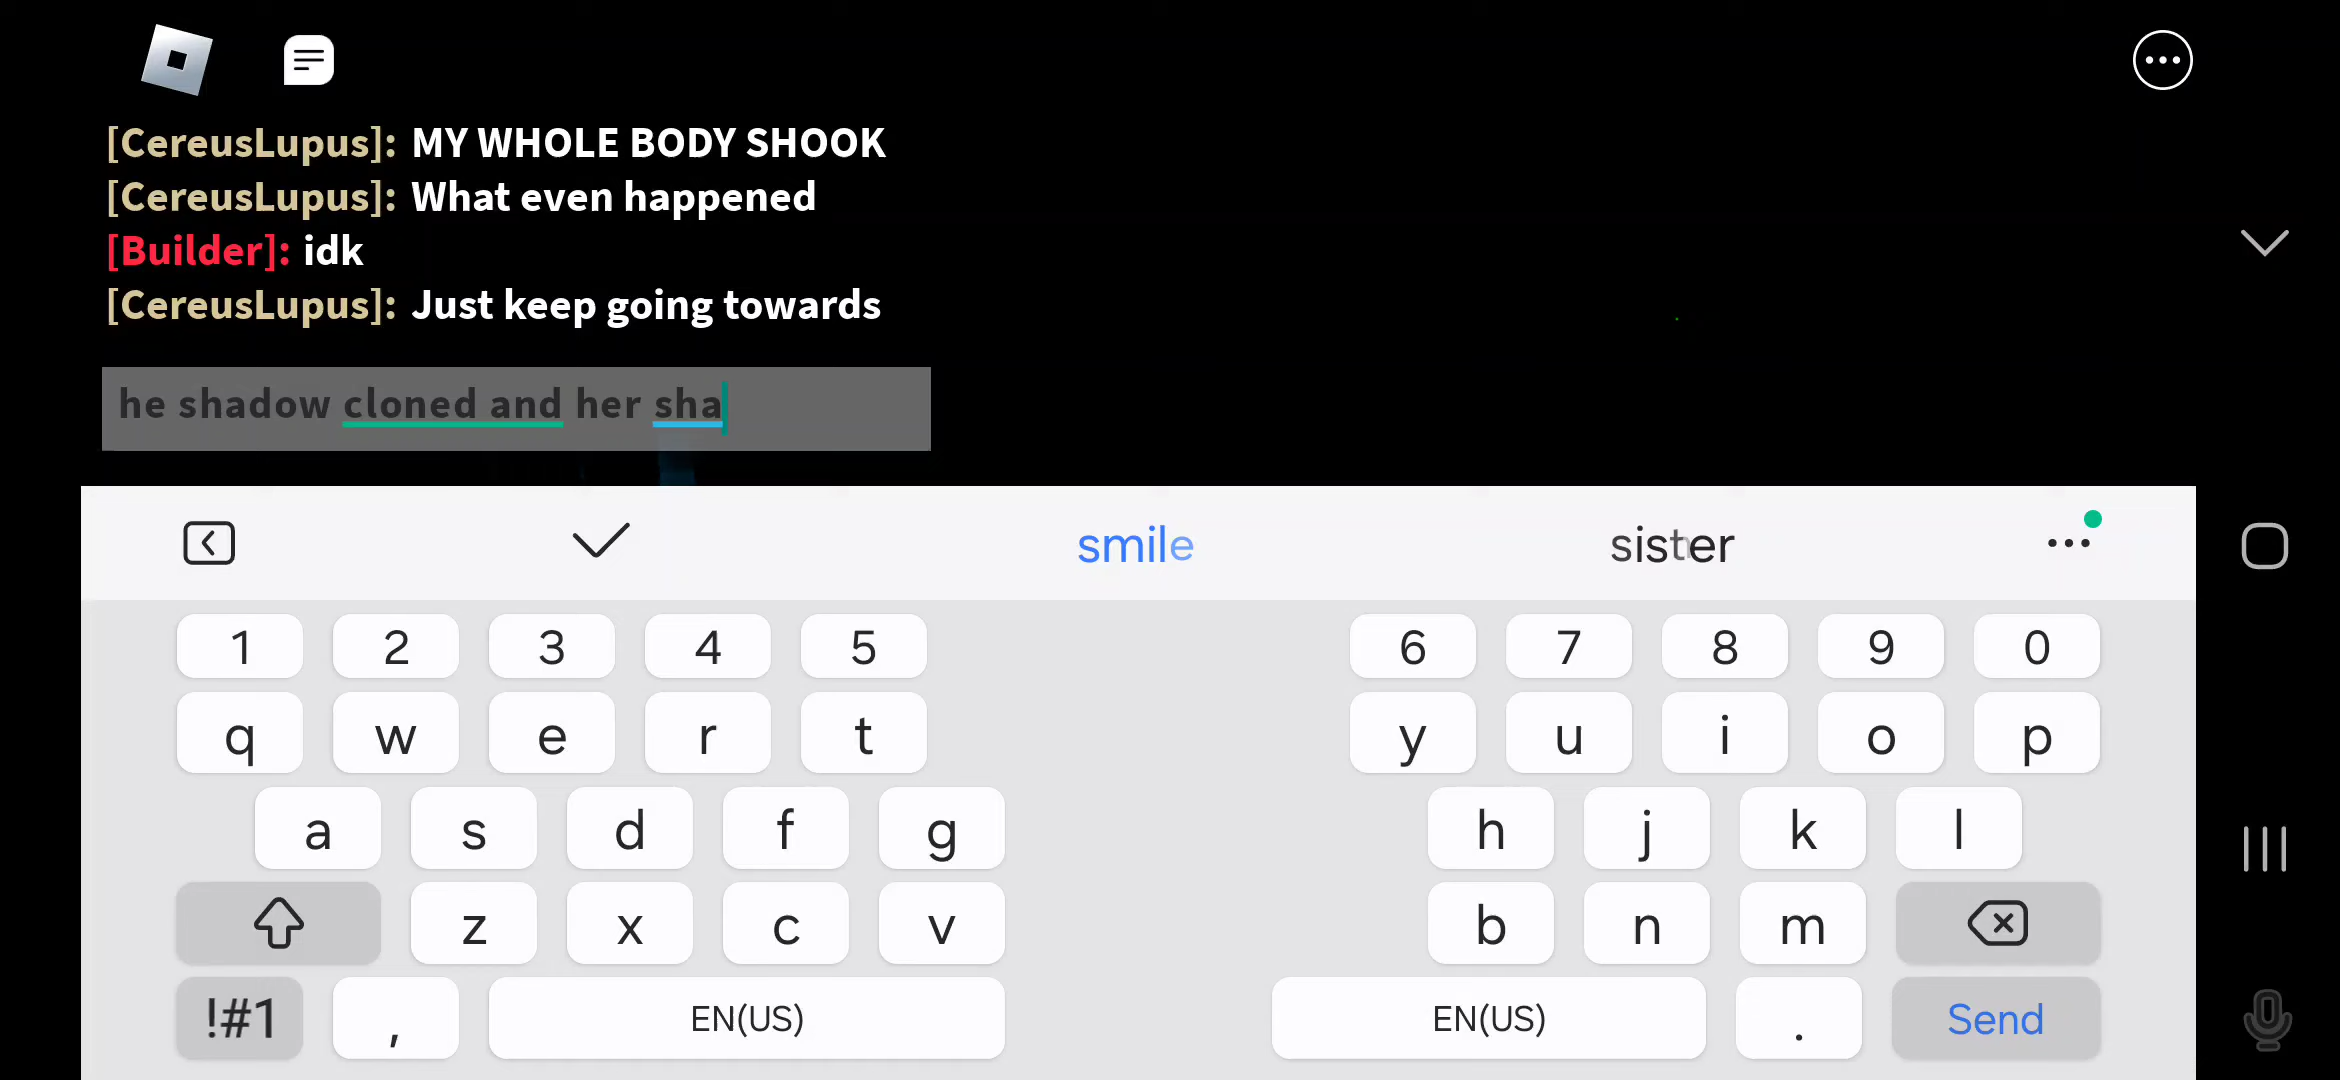 [CereusLupus]: MY WHOLE BODY SHOOK
[CereusLupus]: What even happened
[Builder]: idk
[CereusLupus]: Just keep going towards
he shadow cloned and her sha
smile sister
1 2 3 4 5 6 7 8 9 0
q w e r t y u i o p
a s d f g h j k l
z x c v b n m
!#1 , EN(US) EN(US) . Send